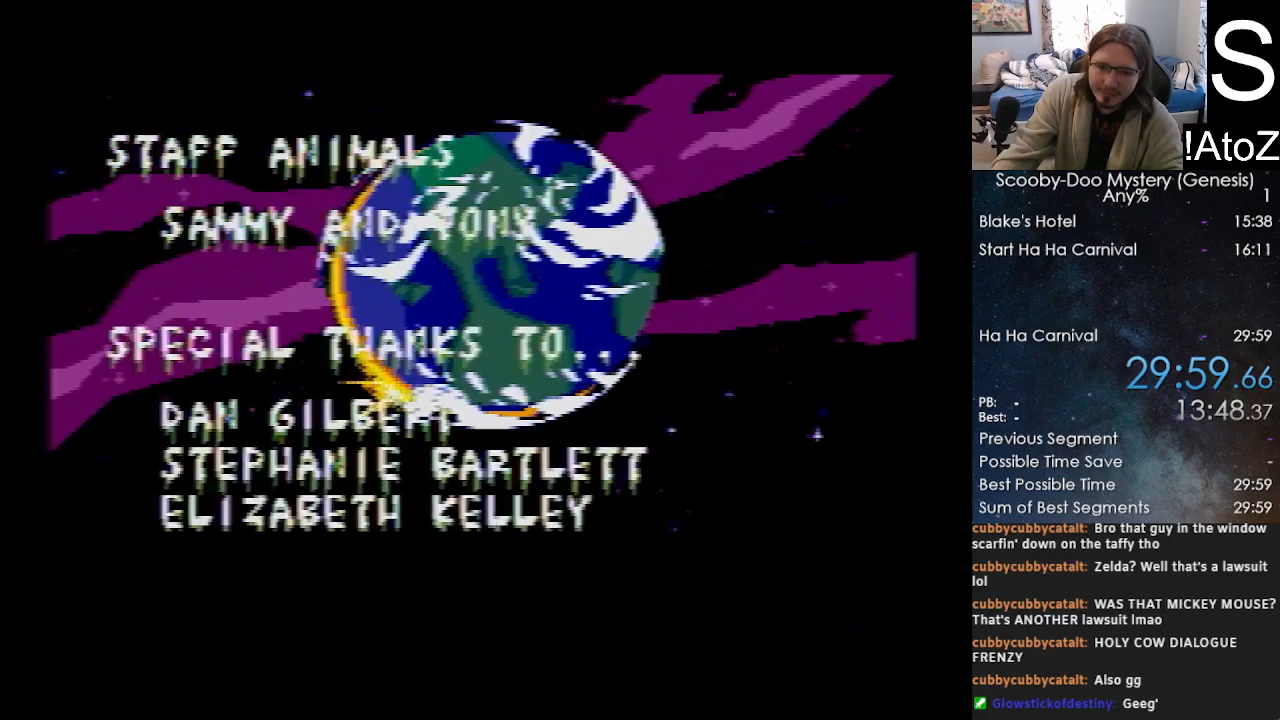 STAFF ANIMALS
SAMMY AND TONY
SPECIAL THANKS TO...
DAN GILBERT
STEPHANIE BARTLETT
ELIZABETH KELLEY
S
!AtoZ
Scooby-Doo Mystery (Genesis)
Any% 1
Blake's Hotel - 15:38
Start Ha Ha Carnival - 16:11
Ha Ha Carnival - 29:59
29:59.66
PB: -
Best: -
13:48.37
Previous Segment -
Possible Time Save -
Best Possible Time 29:59
Sum of Best Segments 29:59
cubbycubbycatalt: Bro that guy in the window
scarfin' down on the taffy tho
cubbycubbycatalt: Zelda? Well that's a lawsuit
lol
cubbycubbycatalt: WAS THAT MICKEY MOUSE?
That's ANOTHER lawsuit lmao
cubbycubbycatalt: HOLY COW DIALOGUE
FRENZY
cubbycubbycatalt: Also gg
Glowstickofdestiny: Geeg'